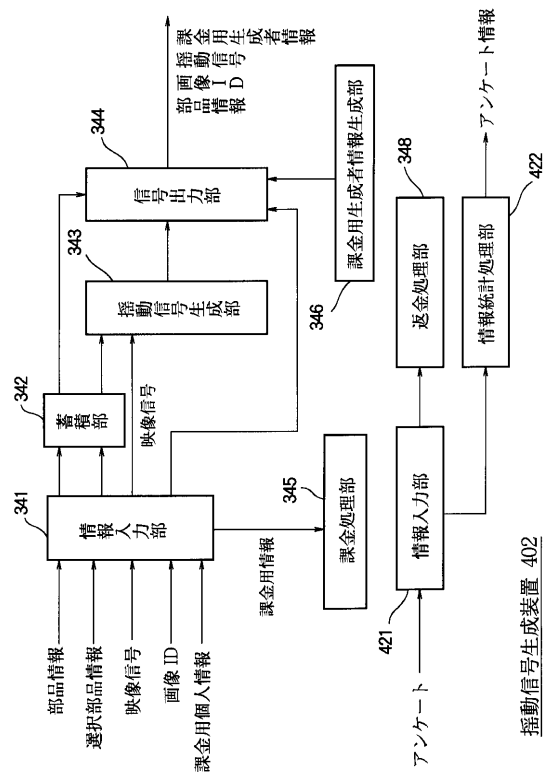 部品情報
選択部品情報
映像信号
画像 ID
課金用個人情報
341
情報入力部
342
蓄積部
映像信号
343
揺動信号生成部
344
信号出力部
課金用生成者情報
揺動信号
画像ID
部品情報
課金用情報
345
課金処理部
346
課金用生成者情報生成部
アンケート
421
情報入力部
348
返金処理部
422
情報統計処理部
アンケート情報
揺動信号生成装置 402